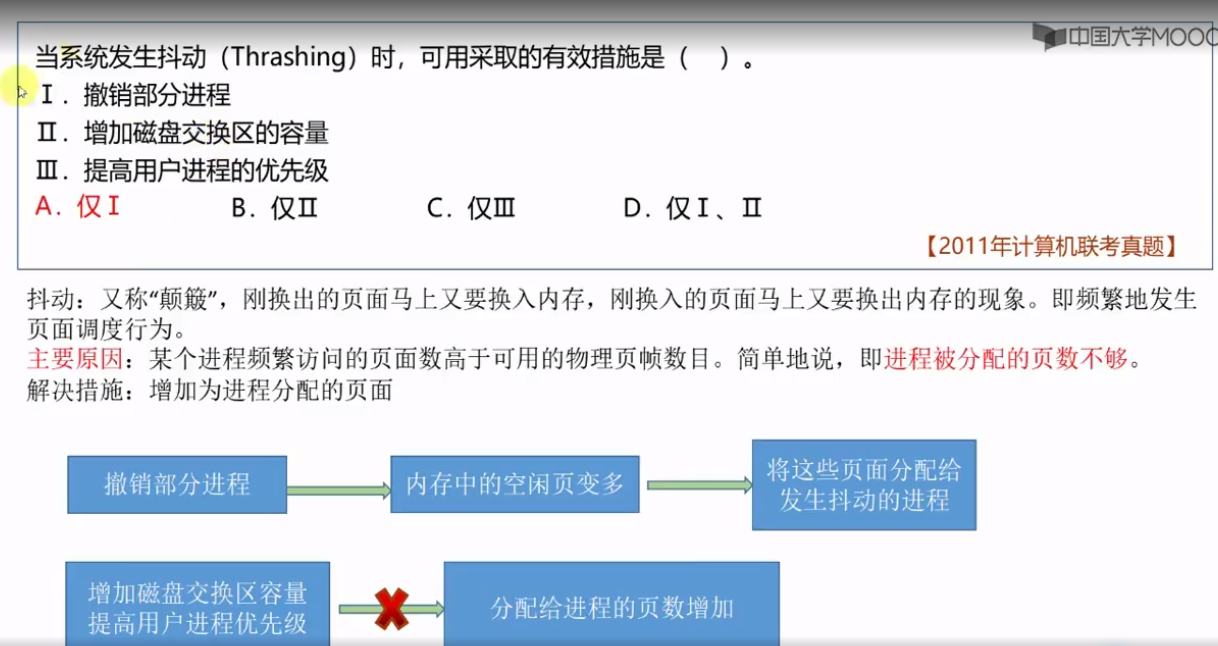 中国大学MOOC
当系统发生抖动（Thrashing）时，可用采取的有效措施是（　）。
Ⅰ．撤销部分进程
Ⅱ．增加磁盘交换区的容量
Ⅲ．提高用户进程的优先级
A．仅Ⅰ　B．仅Ⅱ　C．仅Ⅲ　D．仅Ⅰ、Ⅱ
【2011年计算机联考真题】
抖动：又称“颠簸”，刚换出的页面马上又要换入内存，刚换入的页面马上又要换出内存的现象。即频繁地发生
页面调度行为。
主要原因：某个进程频繁访问的页面数高于可用的物理页帧数目。简单地说，即进程被分配的页数不够。
解决措施：增加为进程分配的页面
撤销部分进程
内存中的空闲页变多
将这些页面分配给
发生抖动的进程
增加磁盘交换区容量
提高用户进程优先级
分配给进程的页数增加